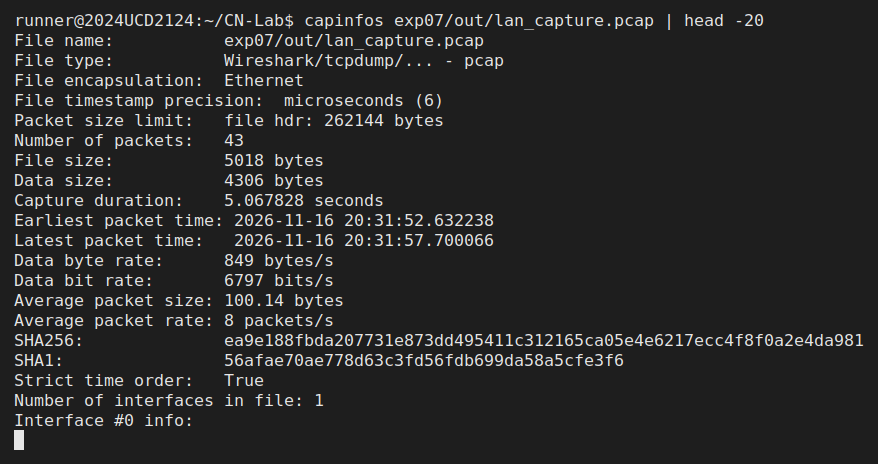 runner@2024UCD2124:~/CN-Lab$ capinfos exp07/out/lan_capture.pcap | head -20
File name:           exp07/out/lan_capture.pcap
File type:           Wireshark/tcpdump/... - pcap
File encapsulation:  Ethernet
File timestamp precision:  microseconds (6)
Packet size limit:   file hdr: 262144 bytes
Number of packets:   43
File size:           5018 bytes
Data size:           4306 bytes
Capture duration:    5.067828 seconds
Earliest packet time: 2026-11-16 20:31:52.632238
Latest packet time:   2026-11-16 20:31:57.700066
Data byte rate:      849 bytes/s
Data bit rate:       6797 bits/s
Average packet size: 100.14 bytes
Average packet rate: 8 packets/s
SHA256:              ea9e188fbda207731e873dd495411c312165ca05e4e6217ecc4f8f0a2e4da981
SHA1:                56afae70ae778d63c3fd56fdb699da58a5cfe3f6
Strict time order:   True
Number of interfaces in file: 1
Interface #0 info: